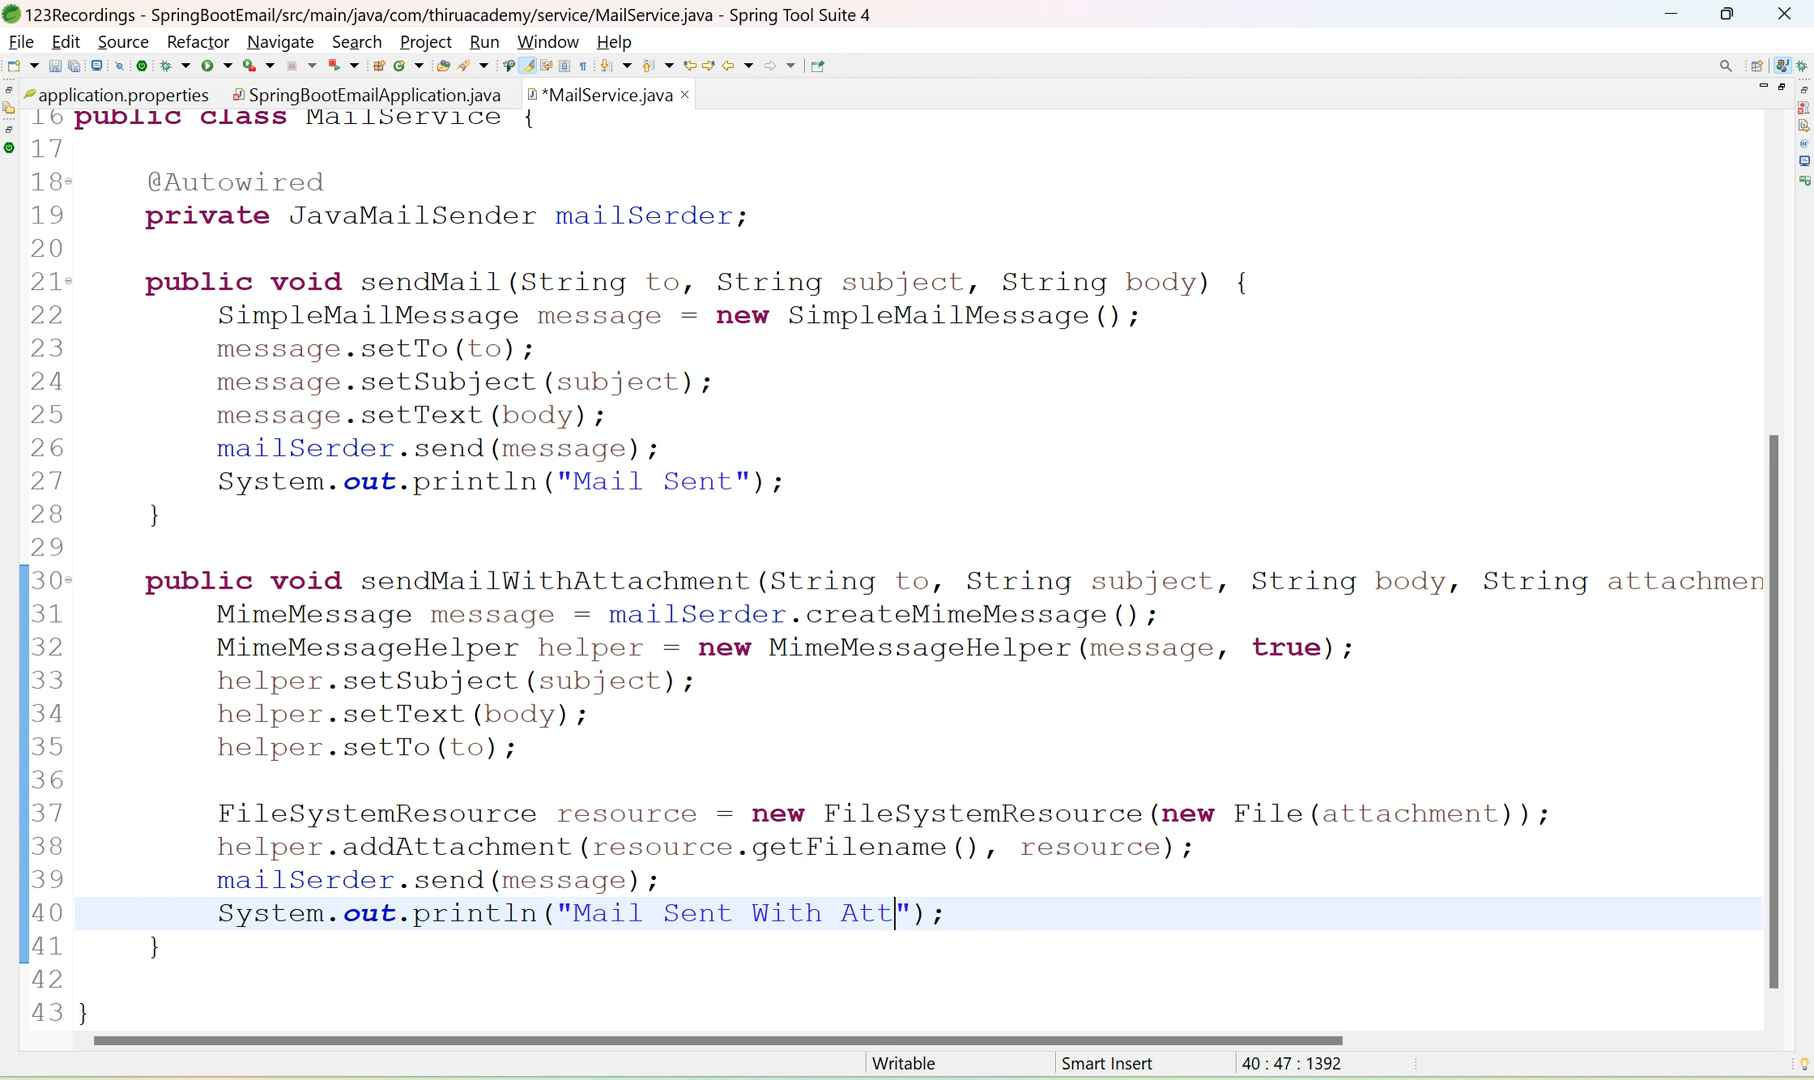 123Recordings - SpringBootEmail/src/main/java/com/thiruacademy/service/MailService.java - Spring Tool Suite 4
File Edit Source Refactor Navigate Search Project Run Window Help
application.properties SpringBootEmailApplication.java *MailService.java
16 public class MailService {
17
18 @Autowired
19 private JavaMailSender mailSerder;
20
21 public void sendMail(String to, String subject, String body) {
22 SimpleMailMessage message = new SimpleMailMessage();
23 message.setTo(to);
24 message.setSubject(subject);
25 message.setText(body);
26 mailSerder.send(message);
27 System.out.println("Mail Sent");
28 }
29
30 public void sendMailWithAttachment(String to, String subject, String body, String attachmen
31 MimeMessage message = mailSerder.createMimeMessage();
32 MimeMessageHelper helper = new MimeMessageHelper(message, true);
33 helper.setSubject(subject);
34 helper.setText(body);
35 helper.setTo(to);
36
37 FileSystemResource resource = new FileSystemResource(new File(attachment));
38 helper.addAttachment(resource.getFilename(), resource);
39 mailSerder.send(message);
40 System.out.println("Mail Sent With Att");
41 }
42
43 }
Writable Smart Insert 40 : 47 : 1392